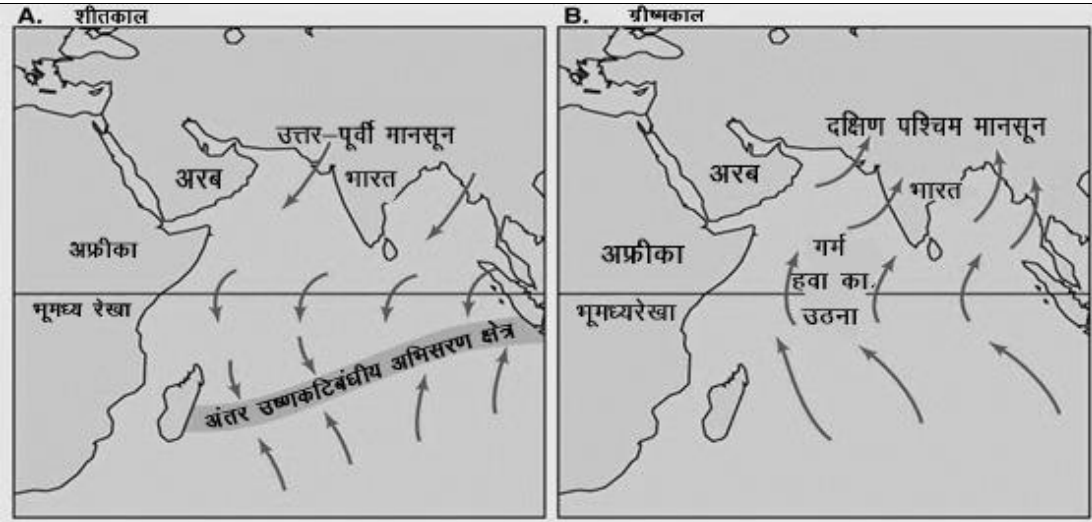 A. शीतकाल
उत्तर-पूर्वी मानसून
अरब
भारत
अफ्रीका
भूमध्य रेखा
अंतर उष्णकटिबंधीय अभिसरण क्षेत्र
B. ग्रीष्मकाल
दक्षिण पश्चिम मानसून
अरब
भारत
अफ्रीका
गर्म
हवा का.
उठना
भूमध्यरेखा